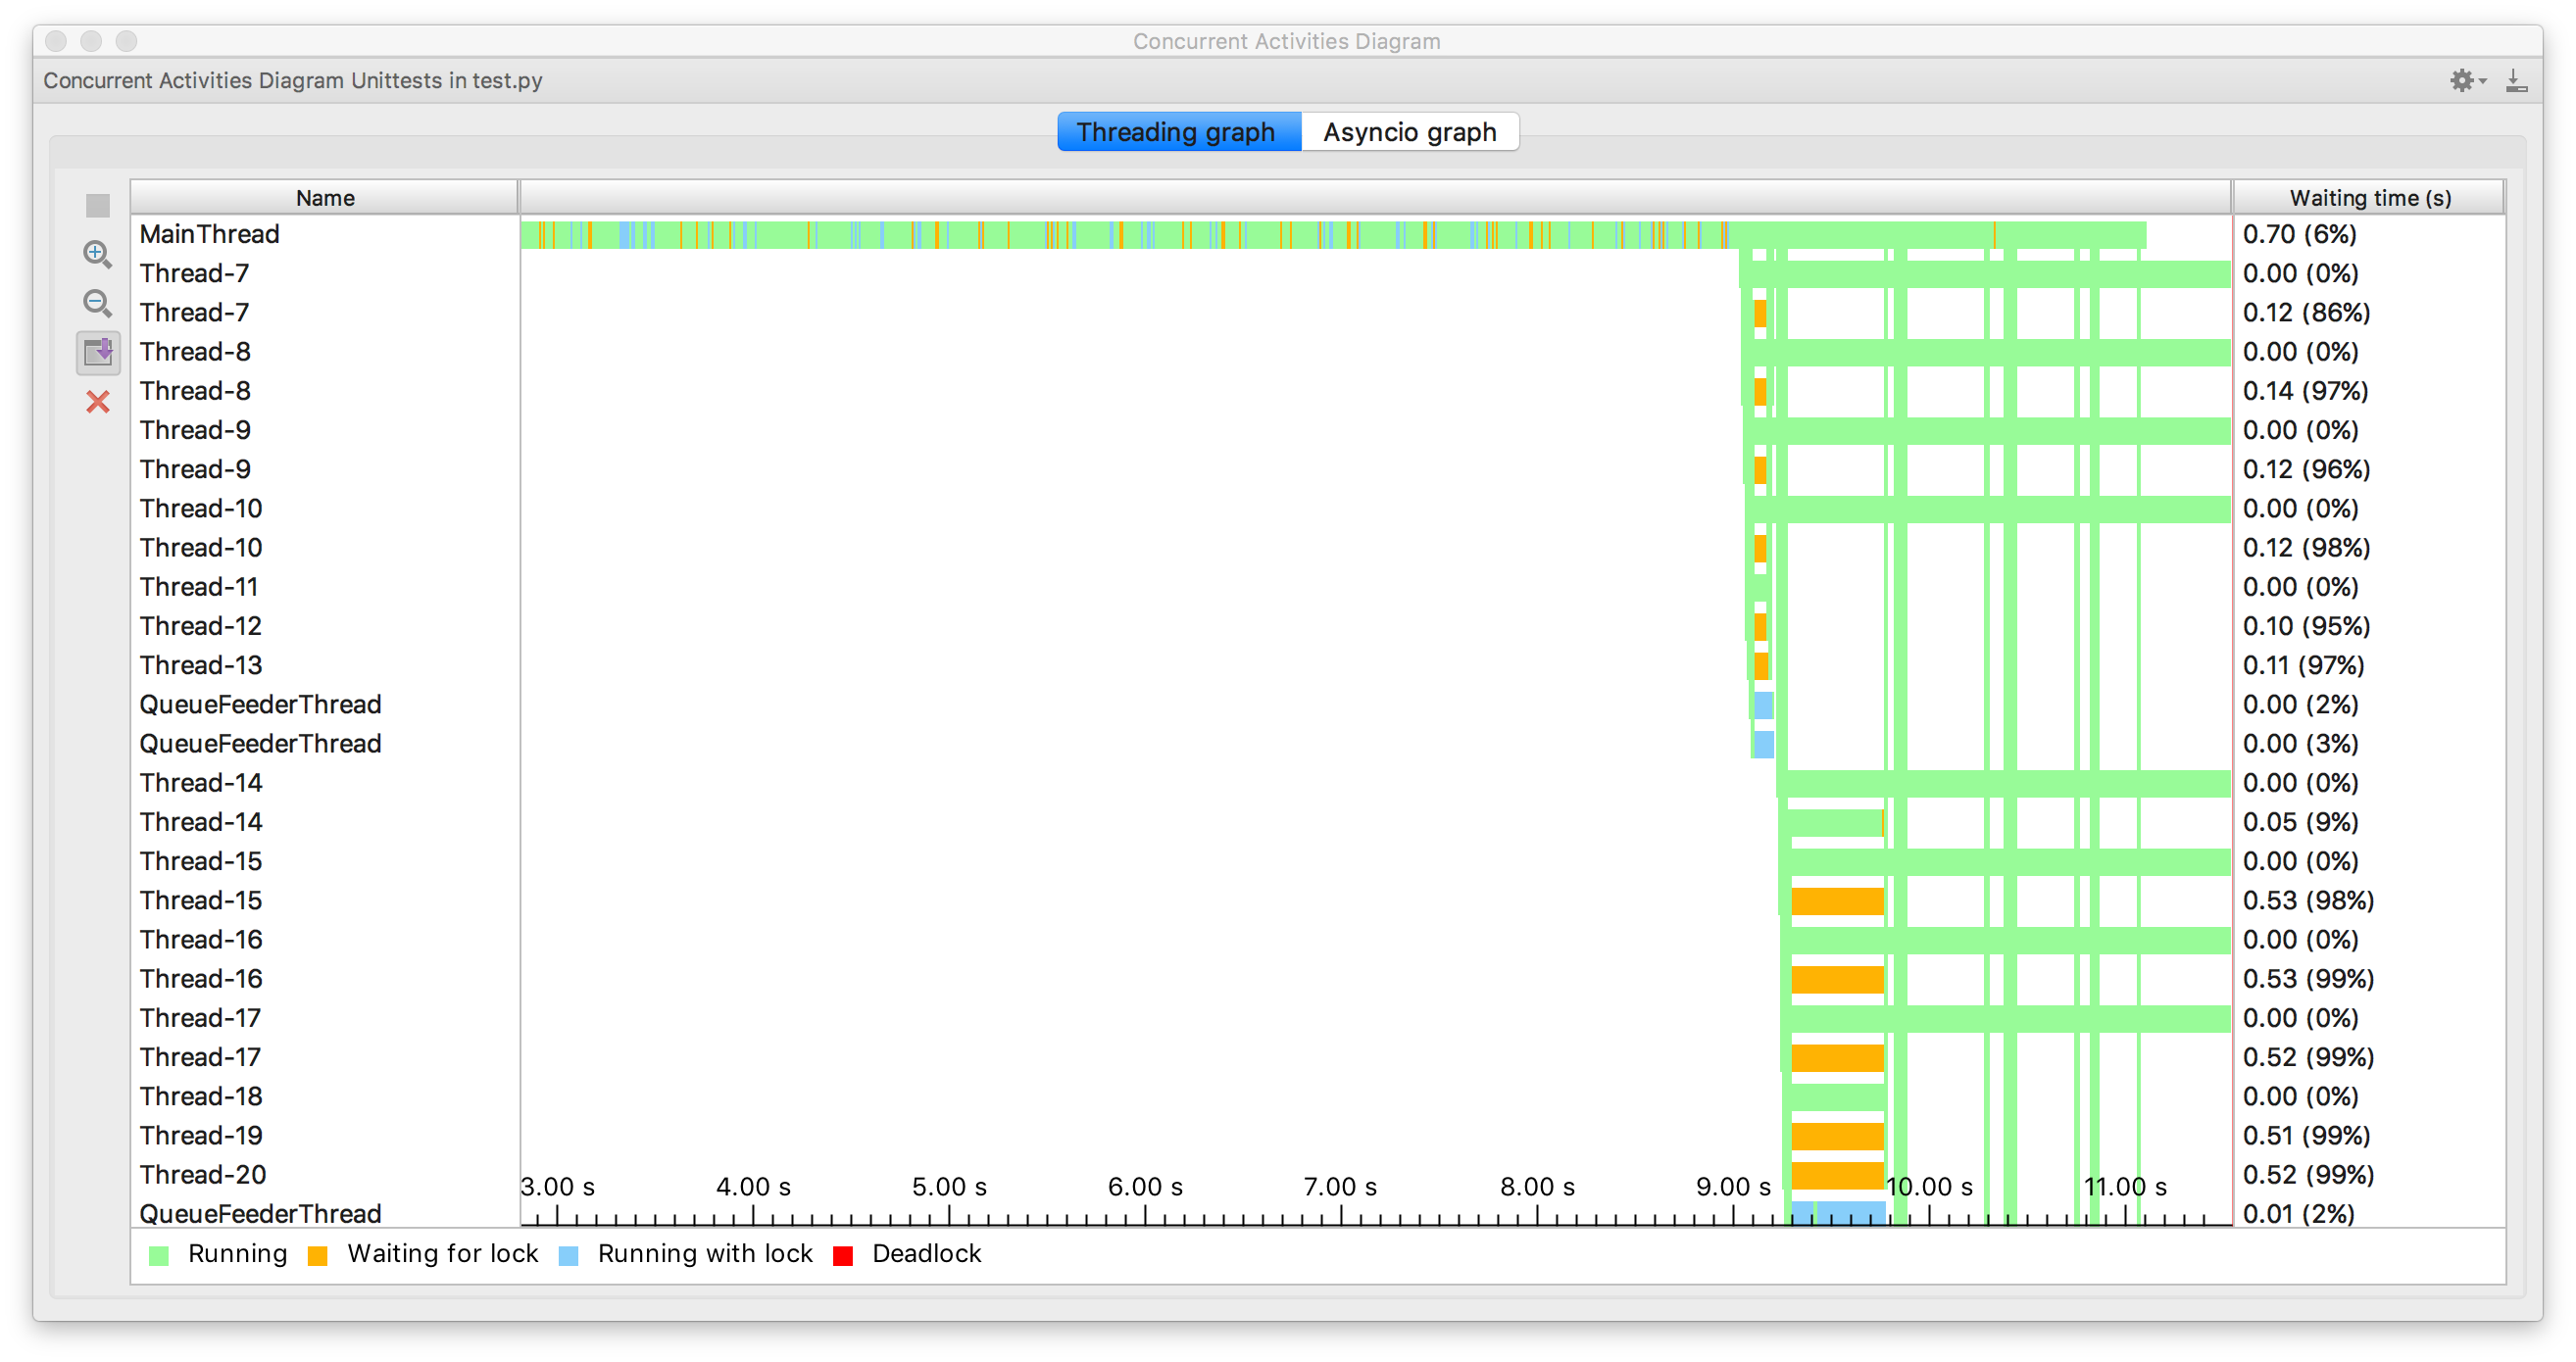 Concurrent Activities Diagram
Concurrent Activities Diagram Unittests in test.py
Threading graph Asyncio graph
Name Waiting time (s)
MainThread 0.70 (6%)
Thread-7 0.00 (0%)
Thread-7 0.12 (86%)
Thread-8 0.00 (0%)
Thread-8 0.14 (97%)
Thread-9 0.00 (0%)
Thread-9 0.12 (96%)
Thread-10 0.00 (0%)
Thread-10 0.12 (98%)
Thread-11 0.00 (0%)
Thread-12 0.10 (95%)
Thread-13 0.11 (97%)
QueueFeederThread 0.00 (2%)
QueueFeederThread 0.00 (3%)
Thread-14 0.00 (0%)
Thread-14 0.05 (9%)
Thread-15 0.00 (0%)
Thread-15 0.53 (98%)
Thread-16 0.00 (0%)
Thread-16 0.53 (99%)
Thread-17 0.00 (0%)
Thread-17 0.52 (99%)
Thread-18 0.00 (0%)
Thread-19 0.51 (99%)
Thread-20 0.52 (99%)
3.00 s 4.00 s 5.00 s 6.00 s 7.00 s 8.00 s 9.00 s 10.00 s 11.00 s
QueueFeederThread 0.01 (2%)
Running Waiting for lock Running with lock Deadlock